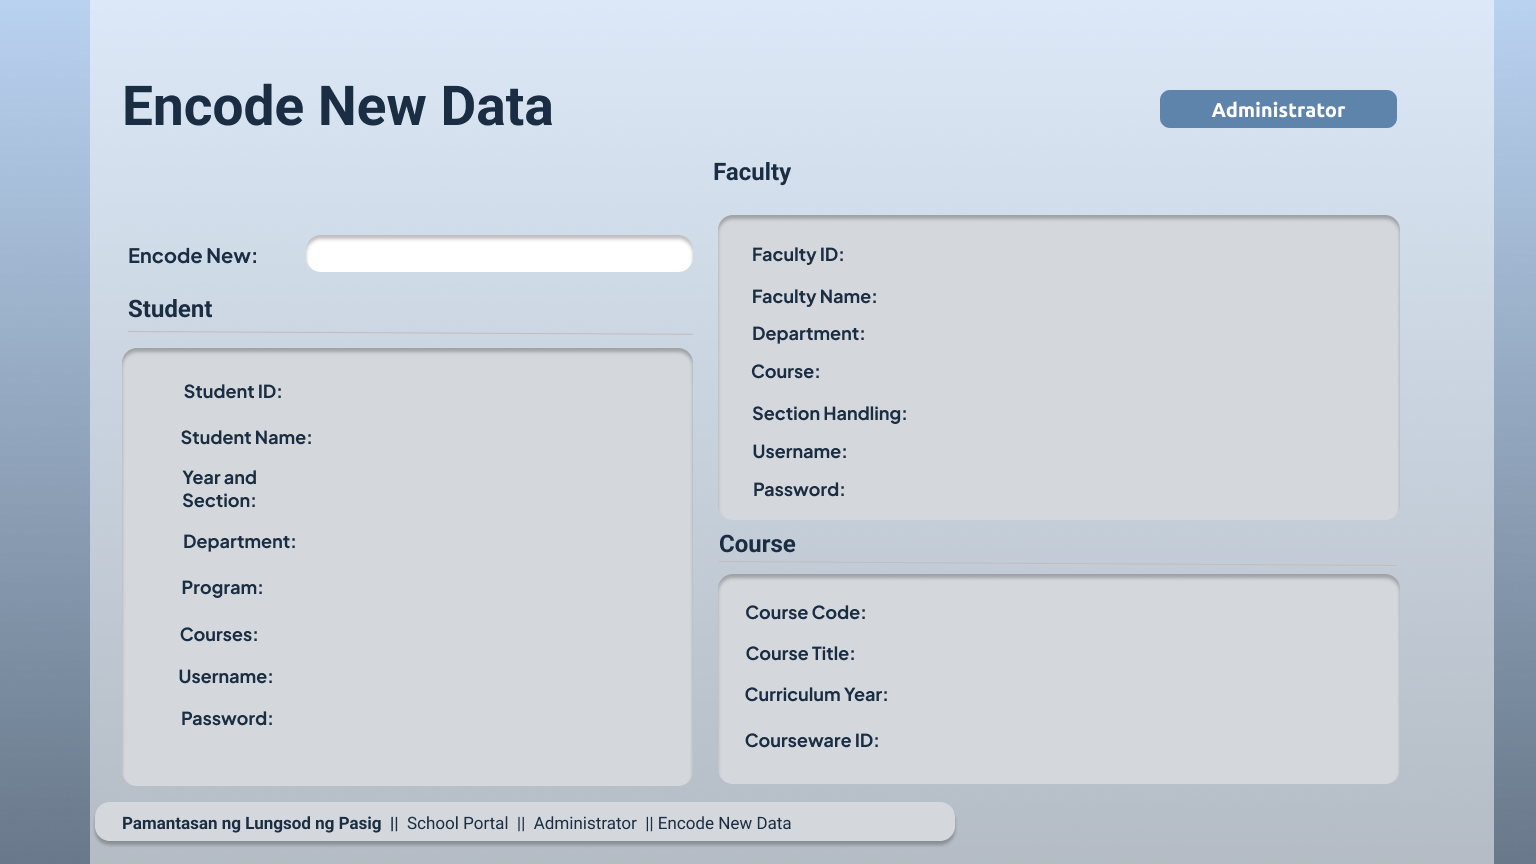 Encode New Data
Administrator
Encode New:
Student
Student ID:
Student Name:
Year and
Section:
Department:
Program:
Courses:
Username:
Password:
Faculty
Faculty ID:
Faculty Name:
Department:
Course:
Section Handling:
Username:
Password:
Course
Course Code:
Course Title:
Curriculum Year:
Courseware ID:
Pamantasan ng Lungsod ng Pasig || School Portal || Administrator || Encode New Data